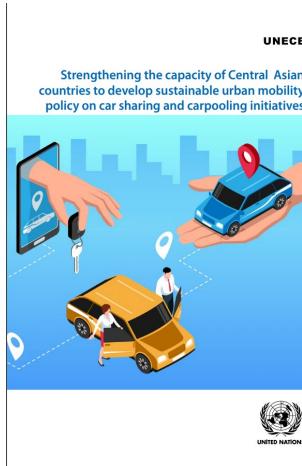 UNECE
Strengthening the capacity of Central Asian
countries to develop sustainable urban mobility
policy on car sharing and carpooling initiatives
UNITED NATIONS